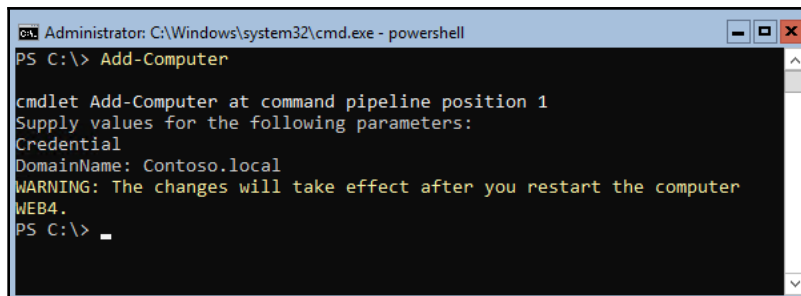 Administrator: C:\Windows\system32\cmd.exe - powershell
PS C:\> Add-Computer
cmdlet Add-Computer at command pipeline position 1
Supply values for the following parameters:
Credential
DomainName: Contoso.local
WARNING: The changes will take effect after you restart the computer
WEB4.
PS C:\>